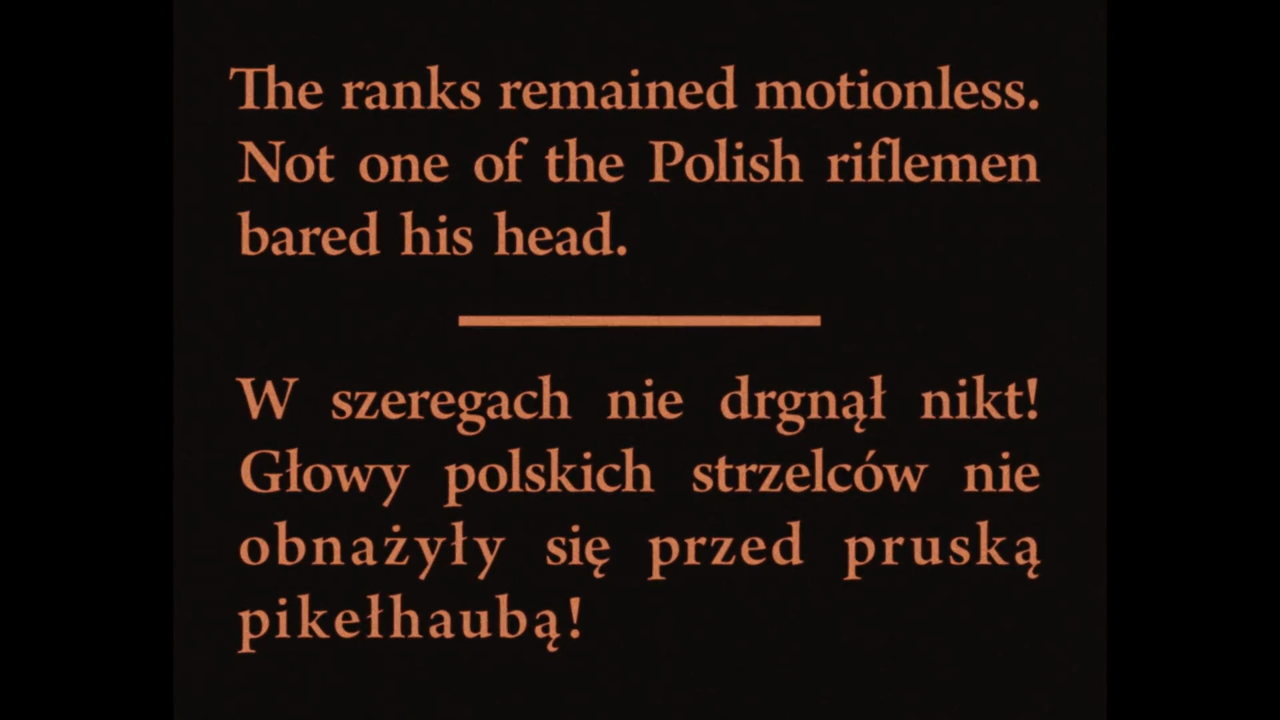 The ranks remained motionless.
Not one of the Polish riflemen
bared his head.
W szeregach nie drgnął nikt!
Głowy polskich strzelców nie
obnażyły się przed pruską
pikełhaubą!